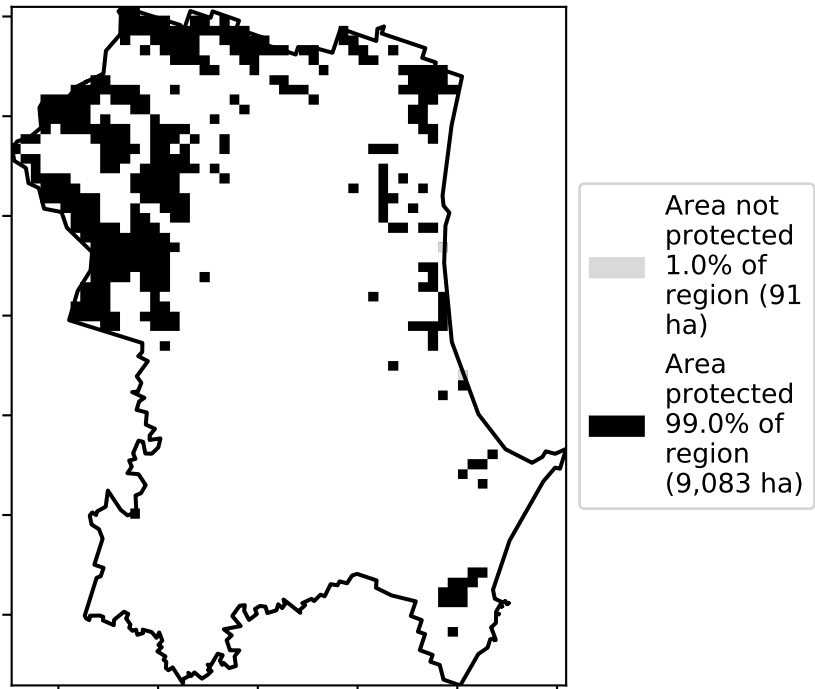 Area not
protected
1.0% of
region (91
ha)
Area
protected
99.0% of
region
(9,083 ha)